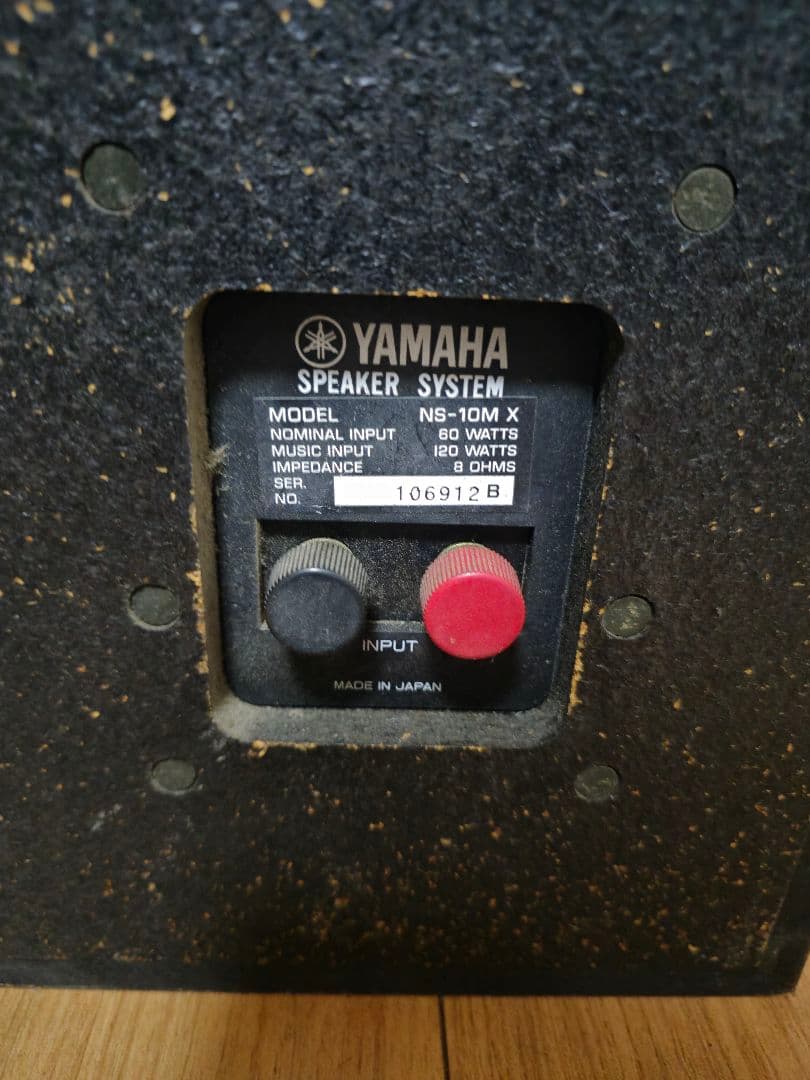 YAMAHA
SPEAKER SYSTEM
MODEL NS-10M X
NOMINAL INPUT 60 WATTS
MUSIC INPUT 120 WATTS
IMPEDANCE 8 OHMS
SER.
NO. 106912 B
INPUT
MADE IN JAPAN